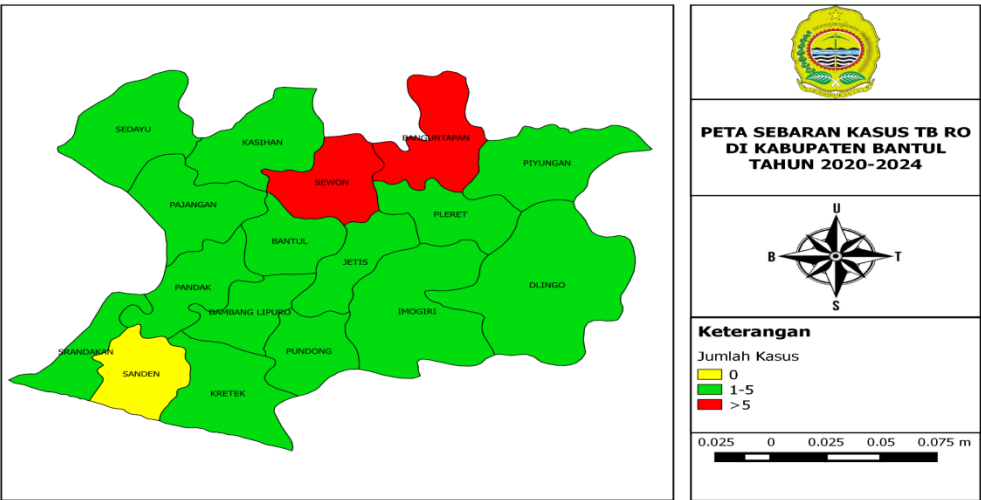 SEDAYU
KASIHAN
BANGUNTAPAN
PIYUNGAN
SEWON
PAJANGAN
PLERET
BANTUL
JETIS
PANDAK
DLINGO
BAMBANG LIPURO
IMOGIRI
SRANDAKAN
PUNDONG
SANDEN
KRETEK
PETA SEBARAN KASUS TB RO
DI KABUPATEN BANTUL
TAHUN 2020-2024
U
B T
S
Keterangan
Jumlah Kasus
0
1-5
>5
0.025 0 0.025 0.05 0.075 m